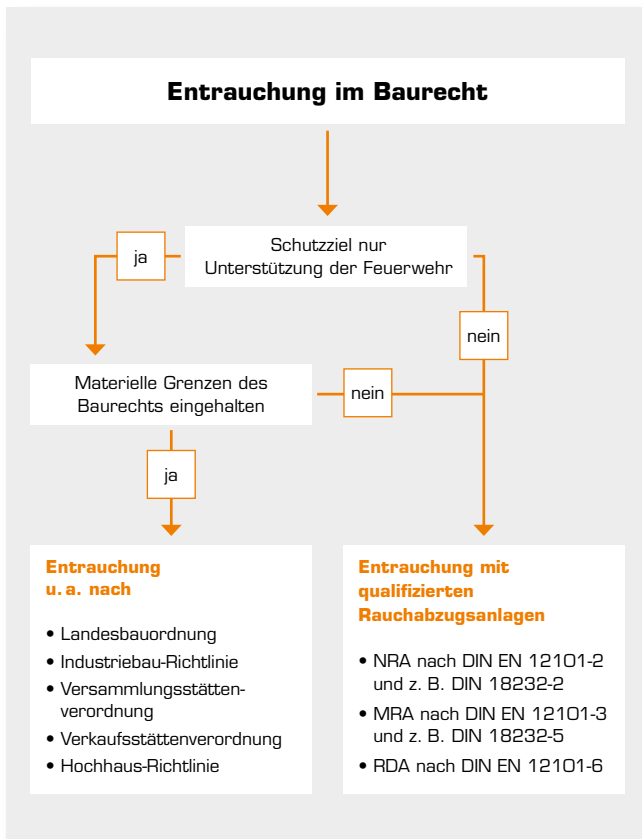 Entrauchung im Baurecht
Schutzziel nur
Unterstützung der Feuerwehr
ja
nein
Materielle Grenzen des
Baurechts eingehalten
nein
ja
Entrauchung
u. a. nach
• Landesbauordnung
• Industriebau-Richtlinie
• Versammlungsstätten-
verordnung
• Verkaufsstättenverordnung
• Hochhaus-Richtlinie
Entrauchung mit
qualifizierten
Rauchabzugsanlagen
• NRA nach DIN EN 12101-2
und z. B. DIN 18232-2
• MRA nach DIN EN 12101-3
und z. B. DIN 18232-5
• RDA nach DIN EN 12101-6